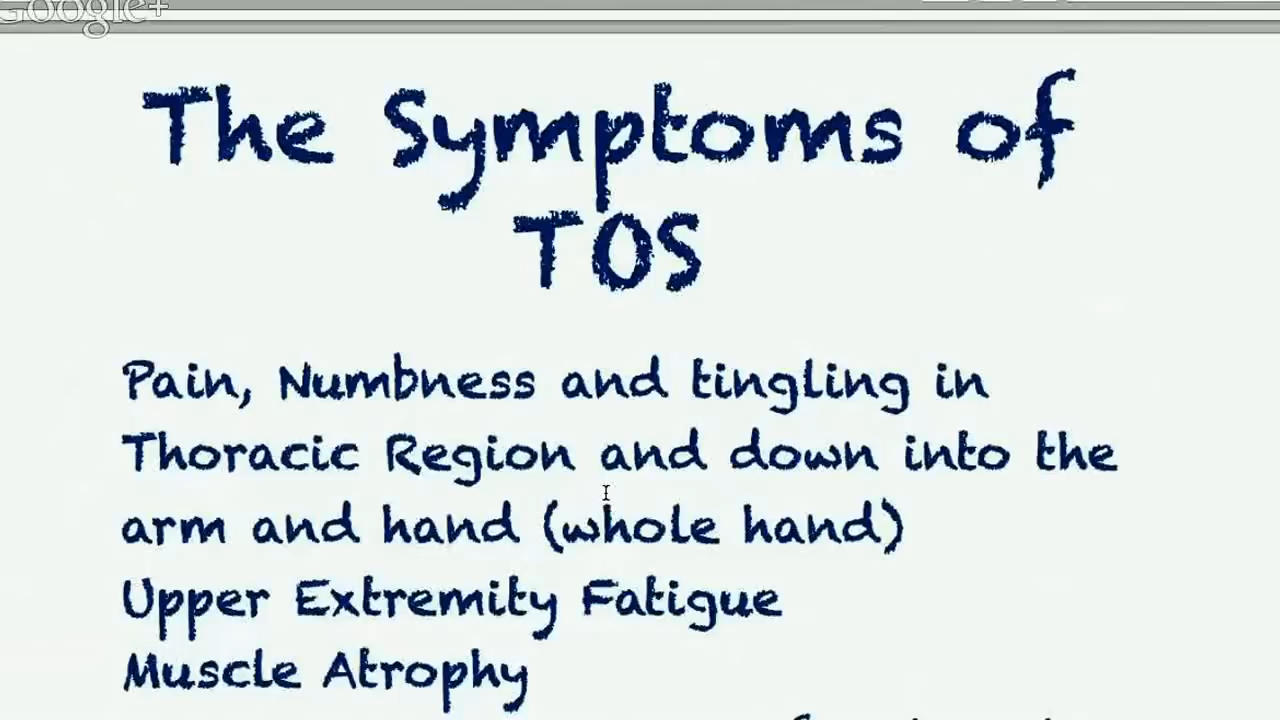 Google+
The Symptoms of
TOS
Pain, Numbness and tingling in
Thoracic Region and down into the
arm and hand (whole hand)
Upper Extremity Fatigue
Muscle Atrophy